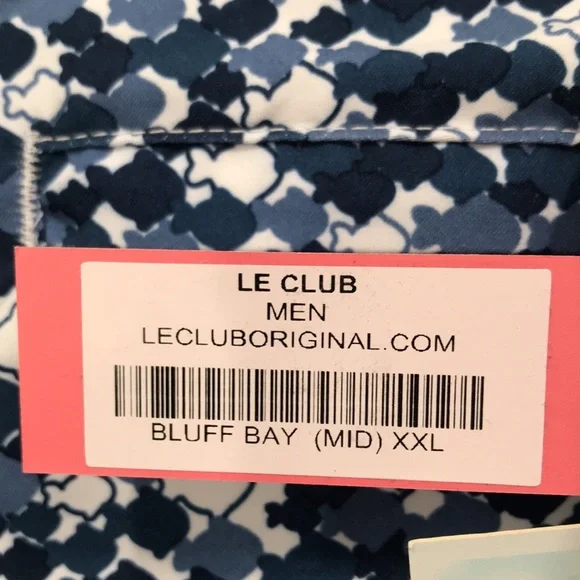 LE CLUB
MEN
LECLUBORIGINAL.COM
BLUFF BAY (MID) XXL